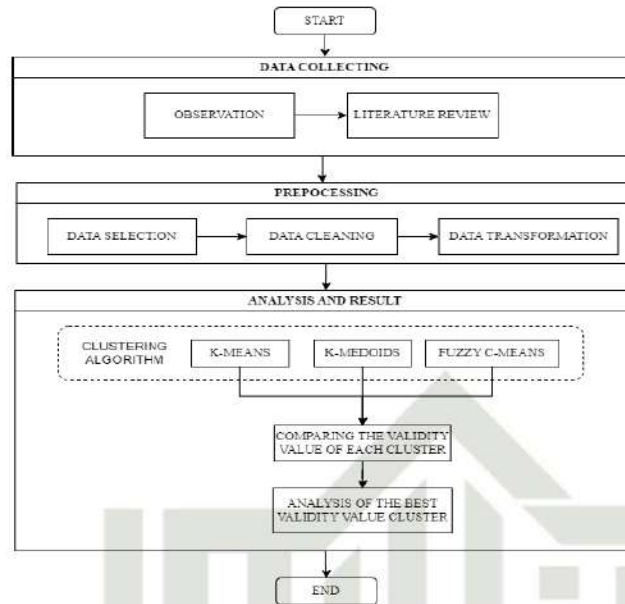 START
DATA COLLECTING
OBSERVATION
LITERATURE REVIEW
PREPOCESSING
DATA SELECTION
DATA CLEANING
DATA TRANSFORMATION
ANALYSIS AND RESULT
CLUSTERING
ALGORITHM
K-MEANS
K-MEDOIDS
FUZZY C-MEANS
COMPARING THE VALIDITY
VALUE OF EACH CLUSTER
ANALYSIS OF THE BEST
VALIDITY VALUE CLUSTER
END